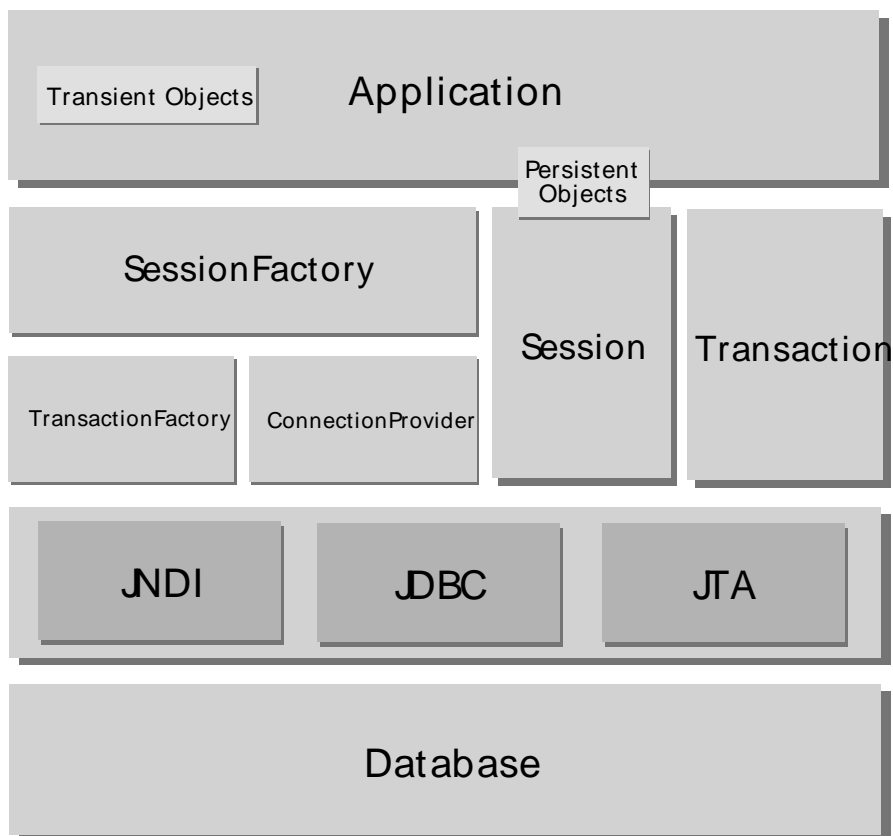 Transient Objects
Application
Persistent
Objects
SessionFactory
Session
Transaction
TransactionFactory
ConnectionProvider
JNDI
JDBC
JTA
Database